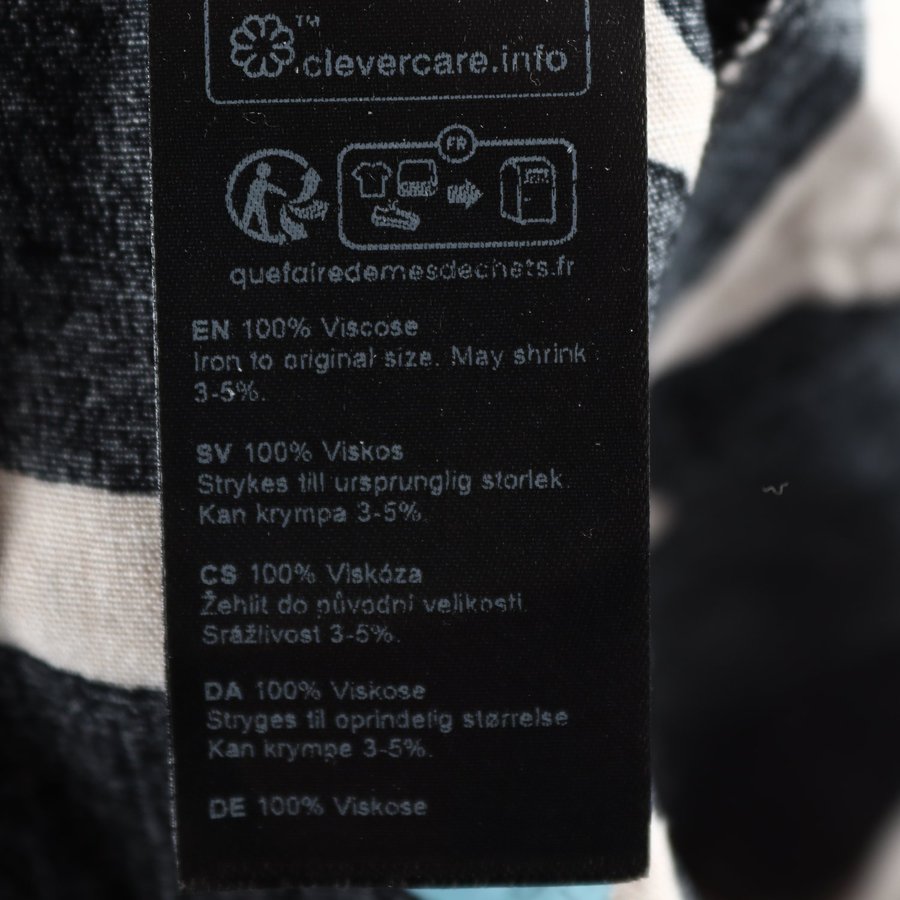 TM
clevercare.info
FR
quefairedemesdechets.fr
EN 100% Viscose
Iron to original size. May shrink
3-5%.
SV 100% Viskos
Strykes till ursprunglig storlek.
Kan krympa 3-5%.
CS 100% Viskóza
Žehlit do původní velikosti.
Srážlivost 3-5%.
DA 100% Viskose
Stryges til oprindelig størrelse
Kan krympe 3-5%.
DE 100% Viskose